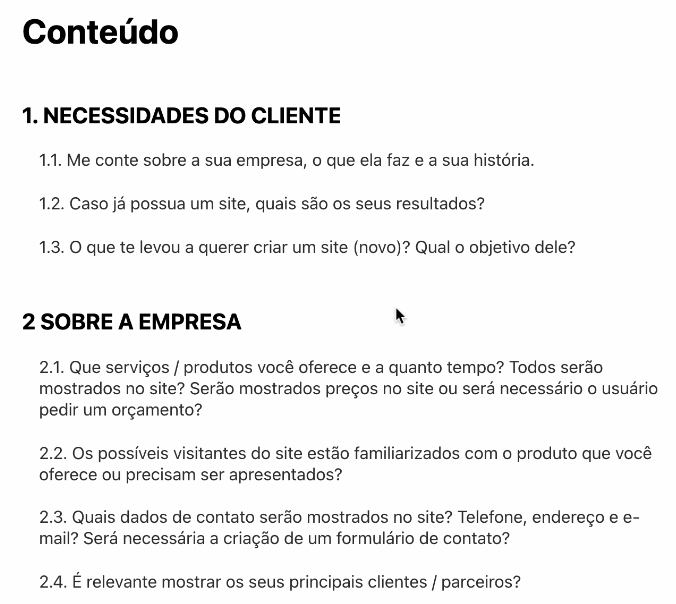 Conteúdo
1. NECESSIDADES DO CLIENTE
1.1. Me conte sobre a sua empresa, o que ela faz e a sua história.
1.2. Caso já possua um site, quais são os seus resultados?
1.3. O que te levou a querer criar um site (novo)? Qual o objetivo dele?
2 SOBRE A EMPRESA
2.1. Que serviços / produtos você oferece e a quanto tempo? Todos serão
mostrados no site? Serão mostrados preços no site ou será necessário o usuário
pedir um orçamento?
2.2. Os possíveis visitantes do site estão familiarizados com o produto que você
oferece ou precisam ser apresentados?
2.3. Quais dados de contato serão mostrados no site? Telefone, endereço e e-
mail? Será necessária a criação de um formulário de contato?
2.4. É relevante mostrar os seus principais clientes / parceiros?